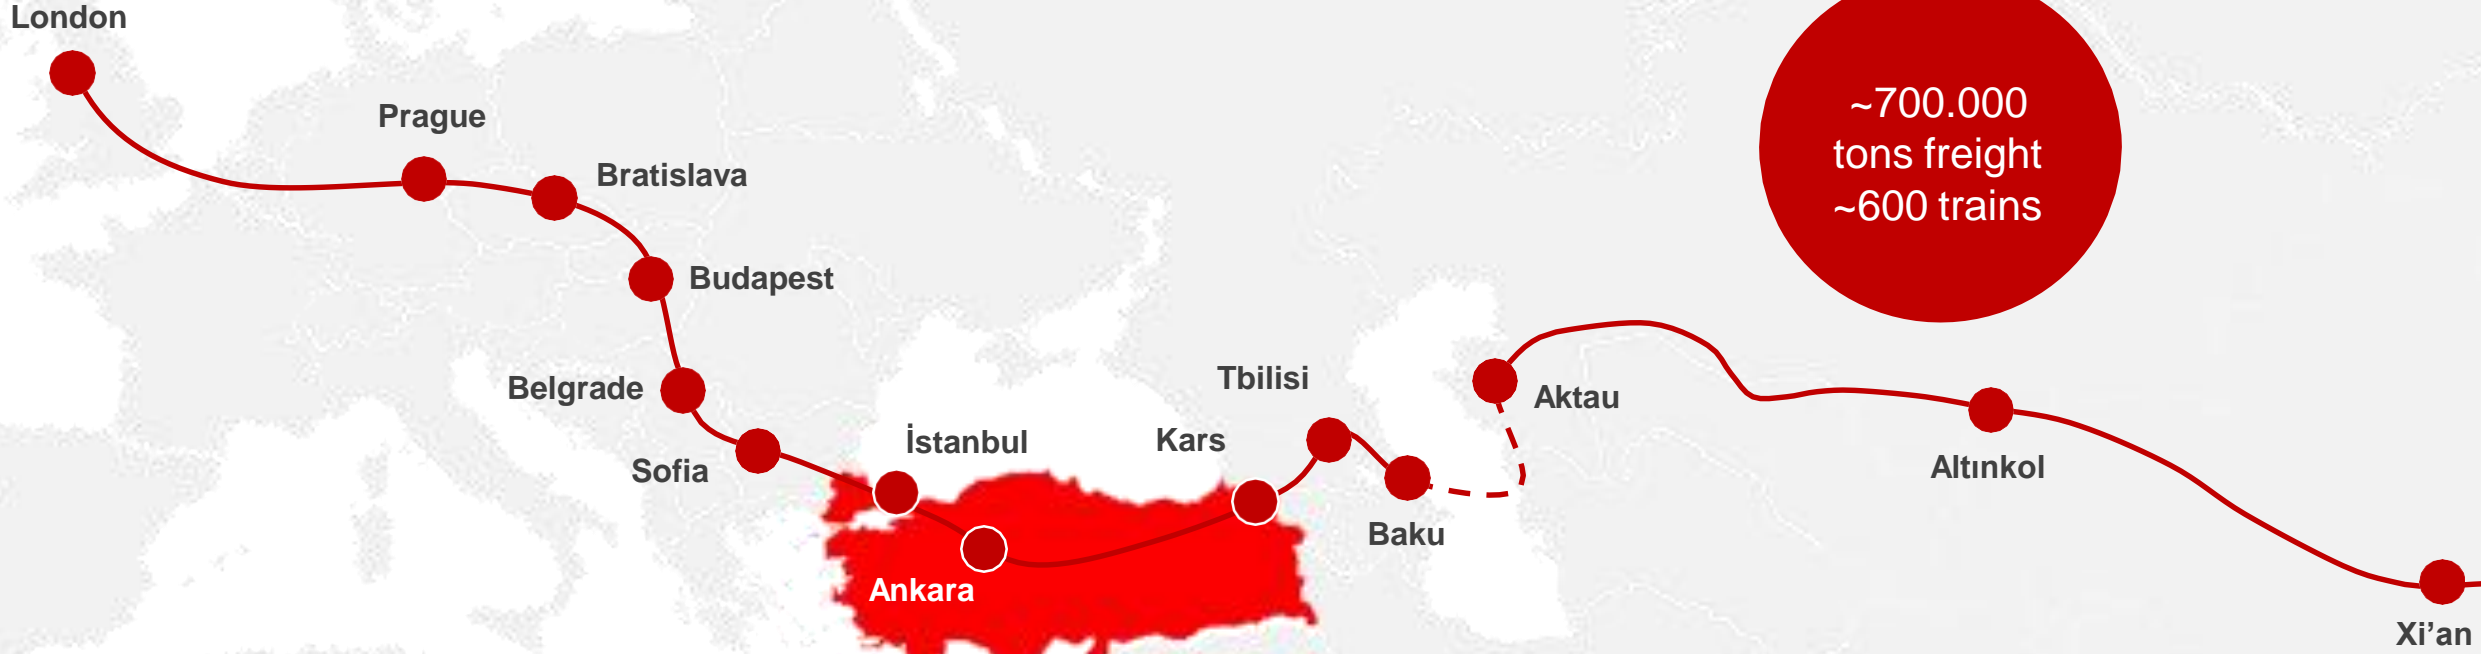 London
Prague
Bratislava
Budapest
Belgrade
Sofia
İstanbul
Ankara
Kars
Tbilisi
Baku
Aktau
Altınkol
Xi’an
~700.000
tons freight
~600 trains